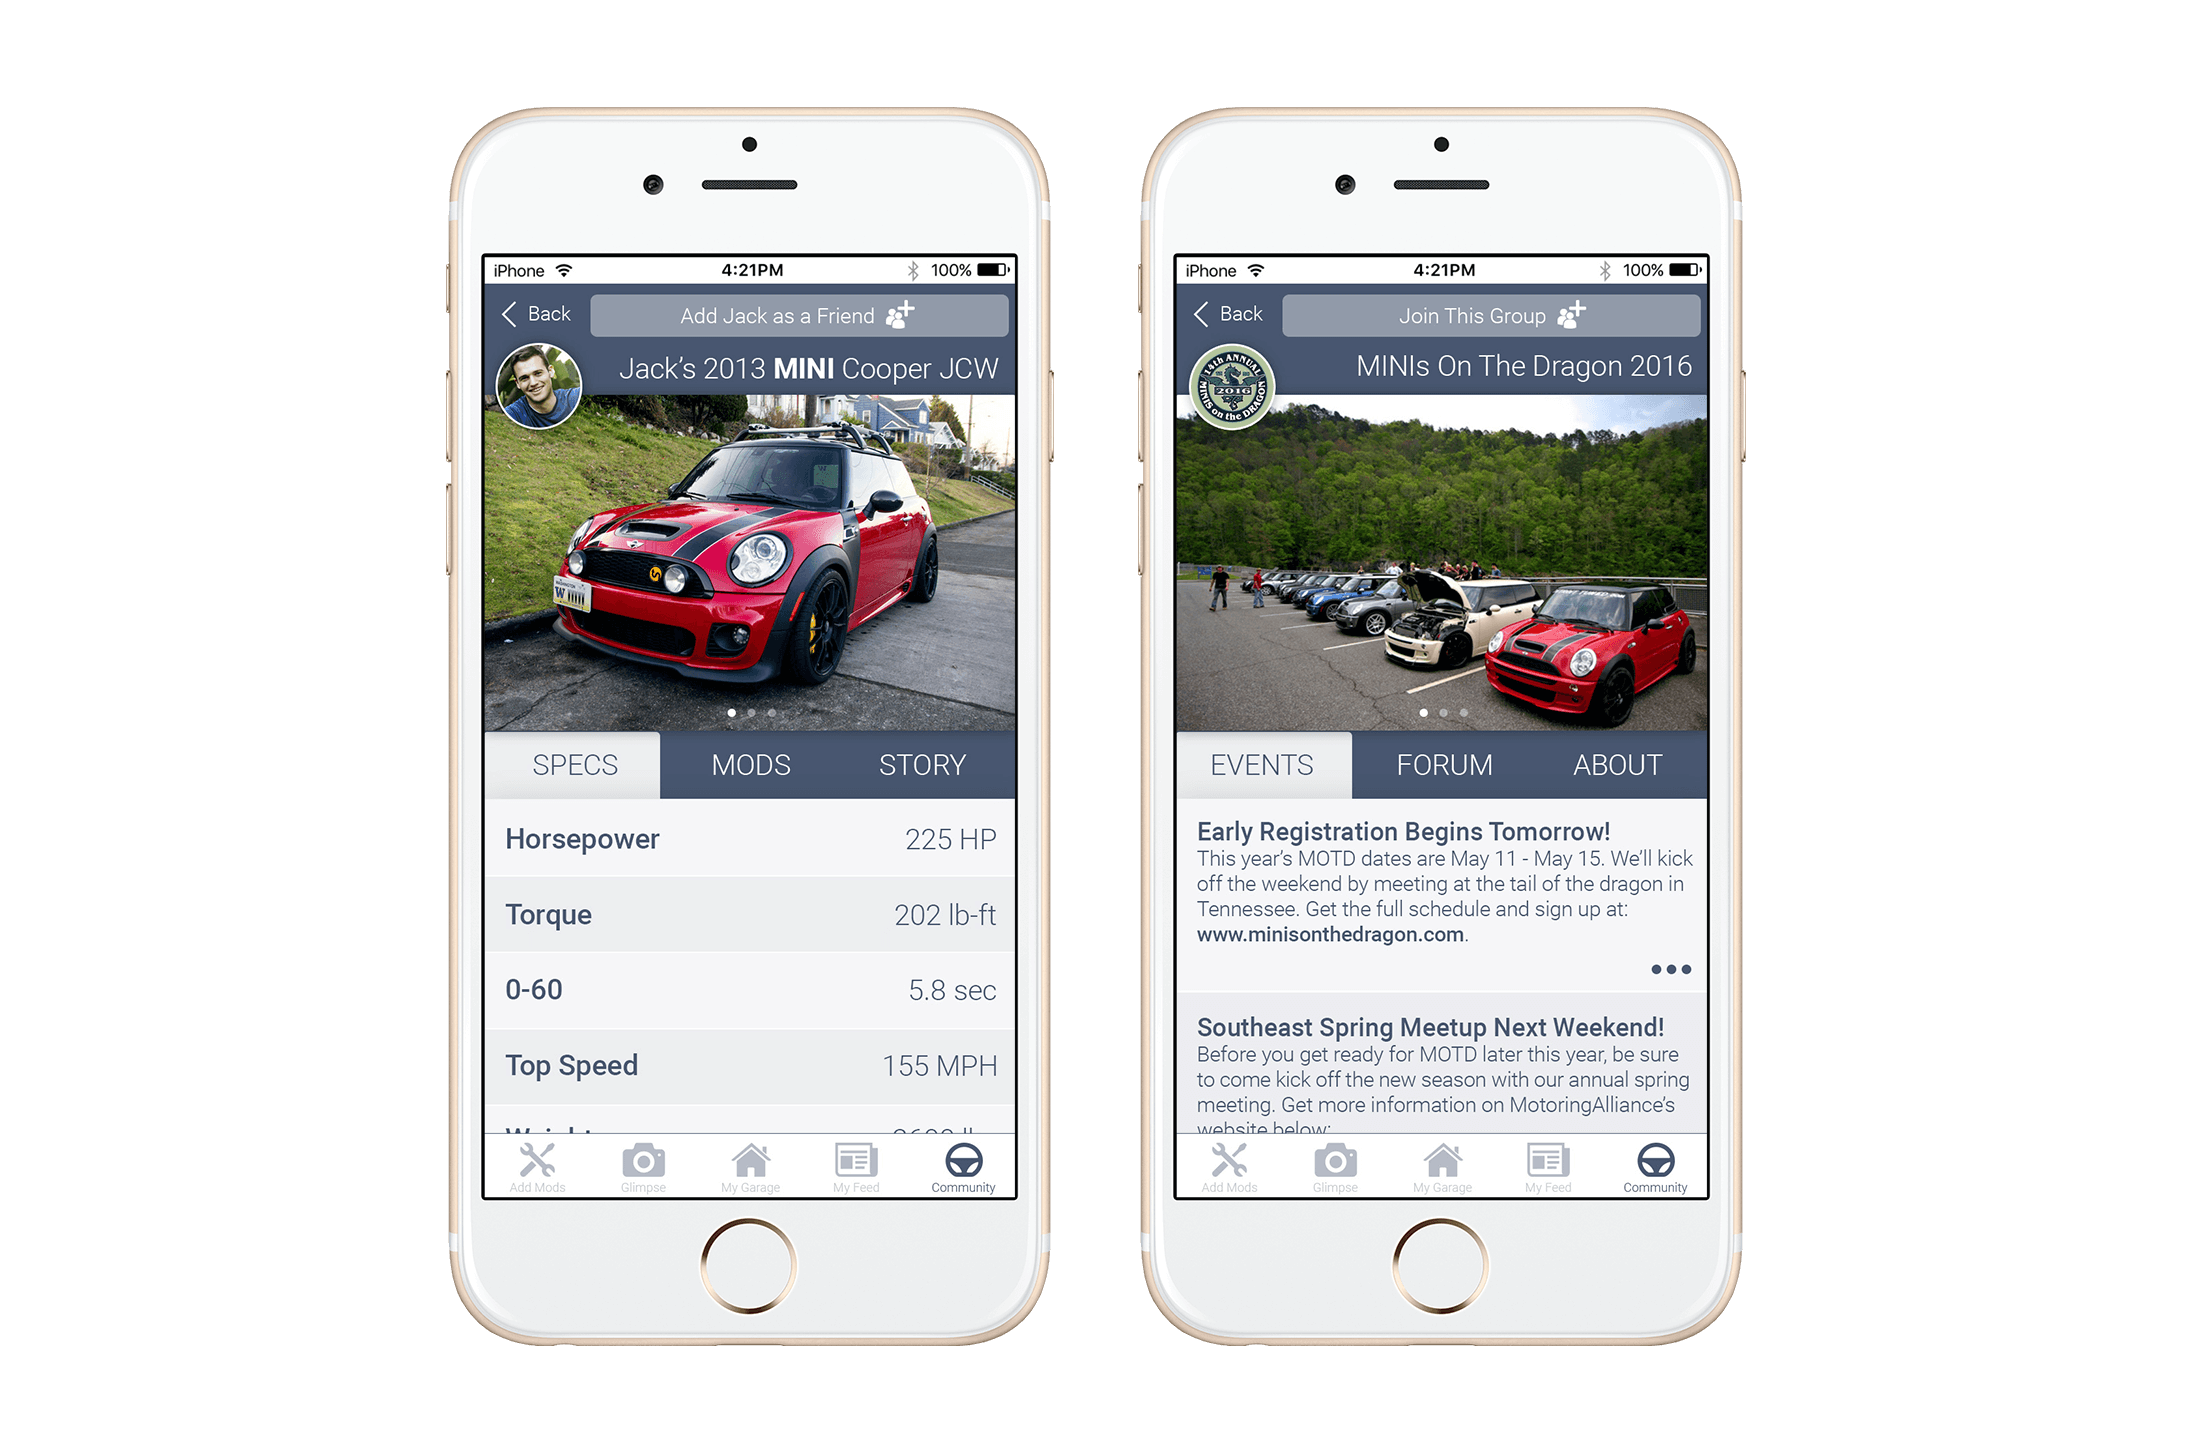 iPhone 4:21PM 100%
Back Add Jack as a Friend
Jack's 2013 MINI Cooper JCW
WASHINGTON
SPECS MODS STORY
Horsepower 225 HP
Torque 202 lb-ft
0-60 5.8 sec
Top Speed 155 MPH
Add Mods Glimpse My Garage My Feed Community
iPhone 4:21PM 100%
Back Join This Group
MINIs On The Dragon 2016
14th ANNUAL
2016
MINIS on the DRAGON
EVENTS FORUM ABOUT
Early Registration Begins Tomorrow!
This year's MOTD dates are May 11 - May 15. We'll kick
off the weekend by meeting at the tail of the dragon in
Tennessee. Get the full schedule and sign up at:
www.minisonthedragon.com.
Southeast Spring Meetup Next Weekend!
Before you get ready for MOTD later this year, be sure
to come kick off the new season with our annual spring
meeting. Get more information on MotoringAlliance's
website below:
Add Mods Glimpse My Garage My Feed Community